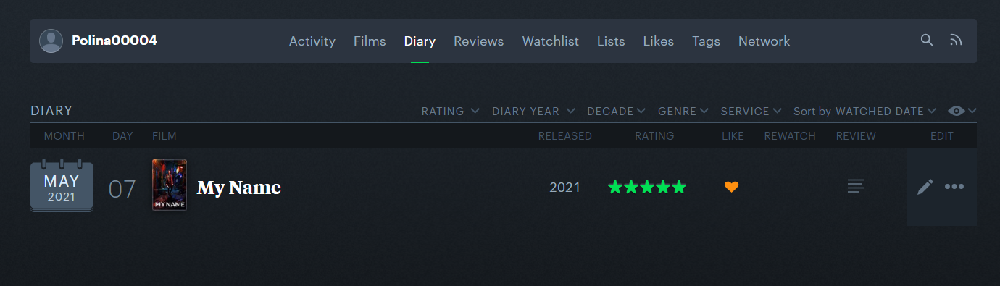 Polina00004 Activity Films Diary Reviews Watchlist Lists Likes Tags Network
DIARY RATING DIARY YEAR DECADE GENRE SERVICE Sort by WATCHED DATE
MONTH DAY FILM RELEASED RATING LIKE REWATCH REVIEW EDIT
MAY
2021
07
MY NAME
My Name 2021